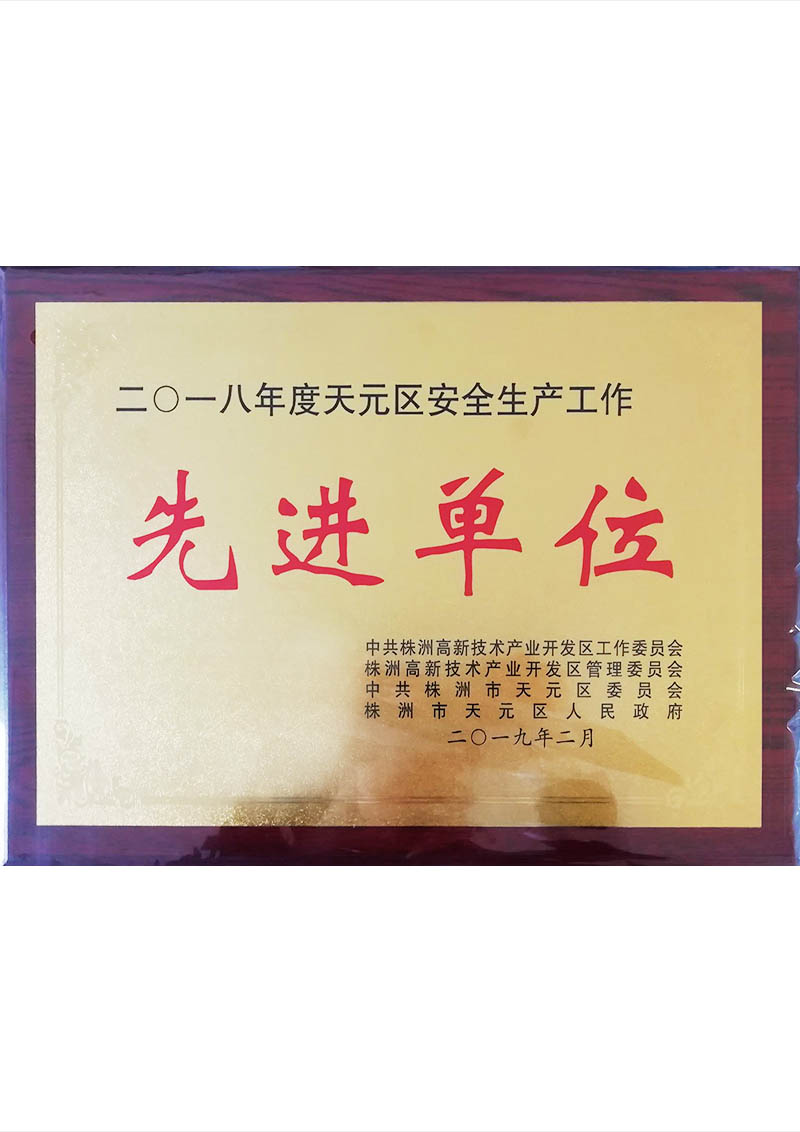 二〇一八年度天元区安全生产工作
先进单位
中共株洲高新技术产业开发区工作委员会
株洲高新技术产业开发区管理委员会
中共株洲市天元区委员会
株洲市天元区人民政府
二〇一九年二月